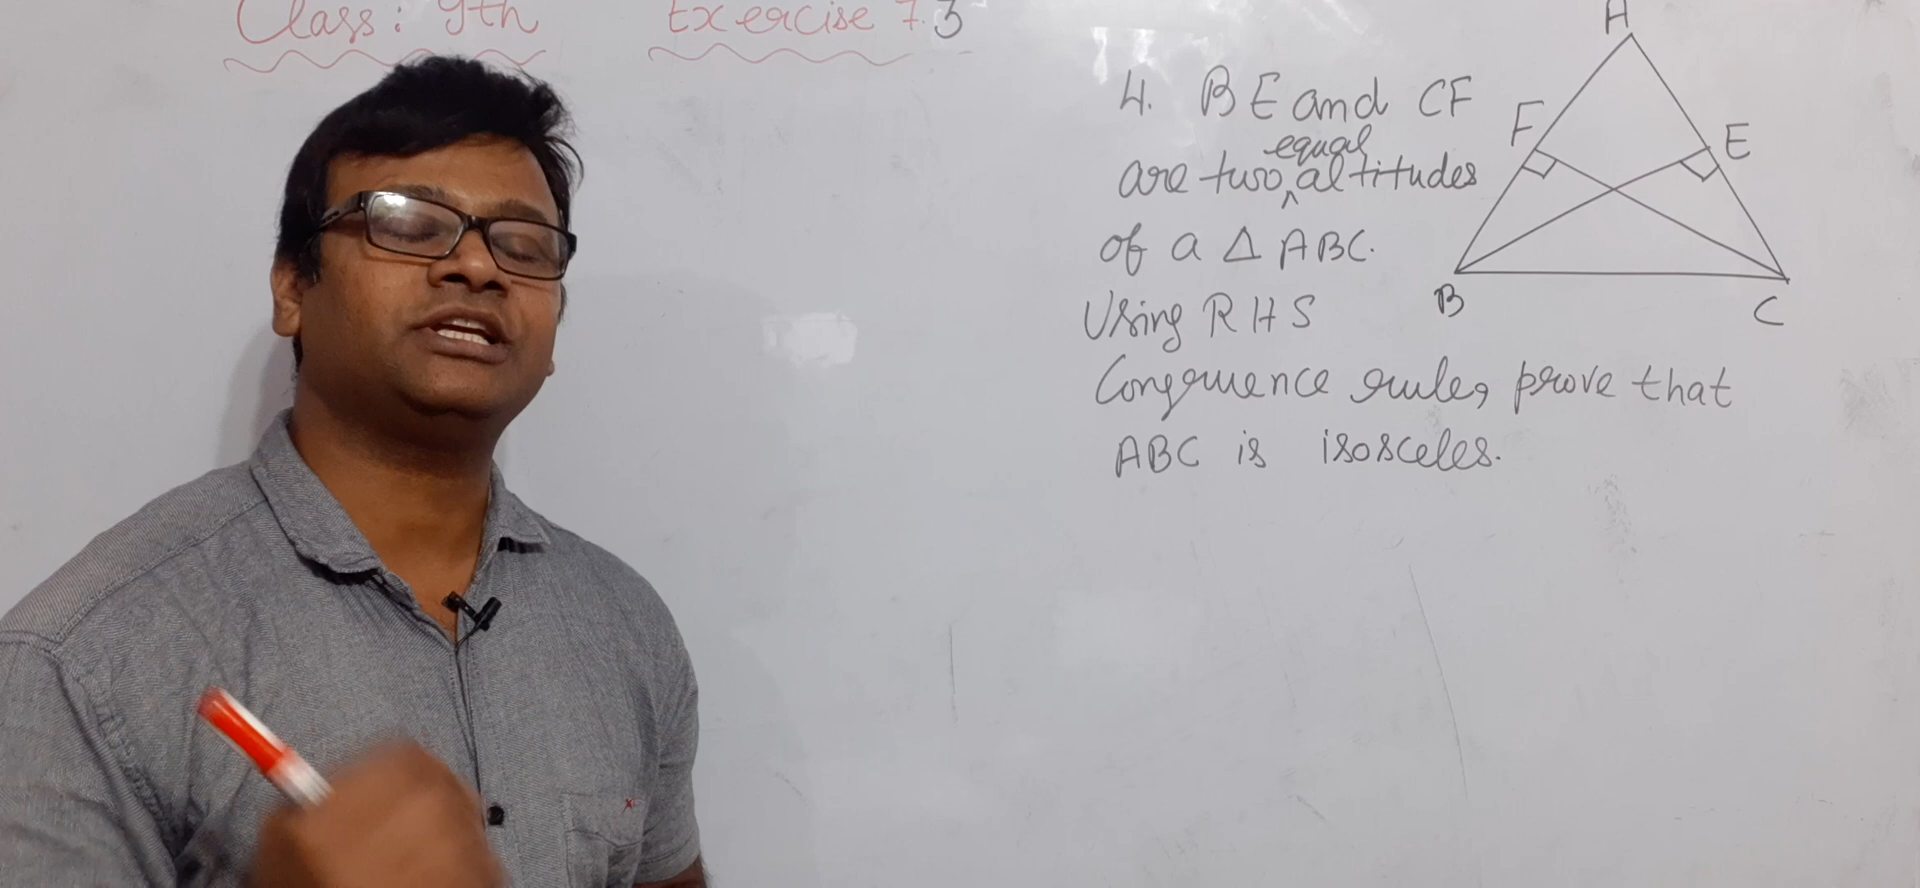 Class: 9th Exercise 7.3
4. BE and CF
equal
are two ^ altitudes
of a Δ ABC.
Using RHS
Congruence rule, prove that
ABC is isosceles.
A
F
E
B
C